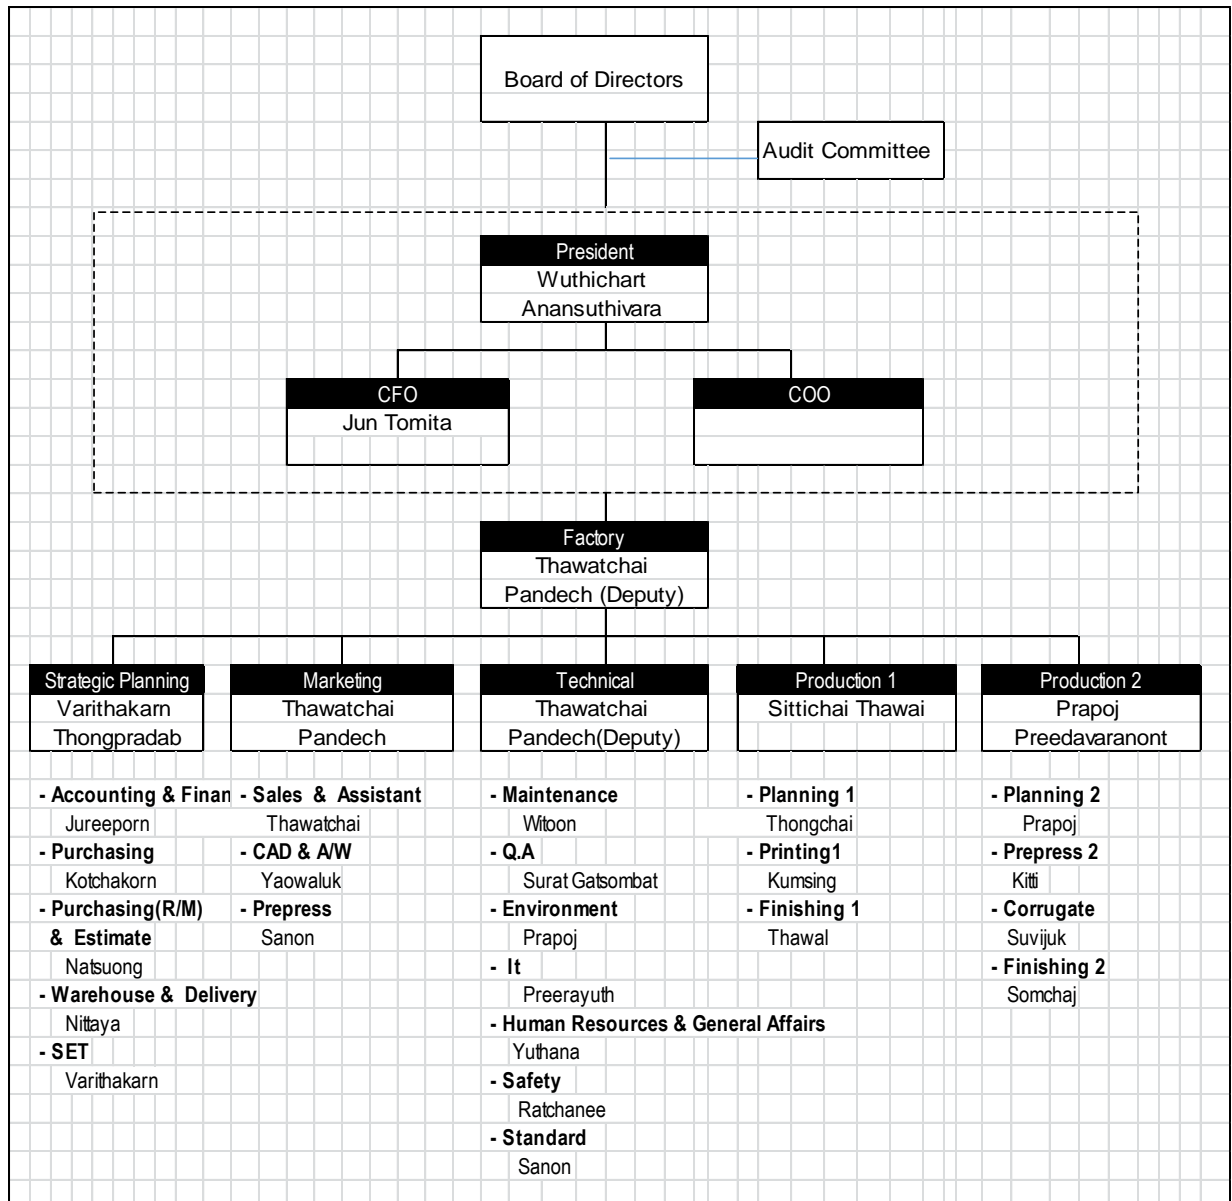 Board of Directors
Audit Committee
President
Wuthichart
Anansuthivara
CFO
Jun Tomita
COO
Factory
Thawatchai
Pandech (Deputy)
Strategic Planning
Varithakarn
Thongpradab
Marketing
Thawatchai
Pandech
Technical
Thawatchai
Pandech(Deputy)
Production 1
Sittichai Thawai
Production 2
Prapoj
Preedavaranont
- Accounting & Finan
Jureeporn
- Purchasing
Kotchakorn
- Purchasing(R/M)
& Estimate
Natsuong
- Warehouse & Delivery
Nittaya
- SET
Varithakarn
- Sales & Assistant
Thawatchai
- CAD & A/W
Yaowaluk
- Prepress
Sanon
- Maintenance
Witoon
- Q.A
Surat Gatsombat
- Environment
Prapoj
- It
Preerayuth
- Human Resources & General Affairs
Yuthana
- Safety
Ratchanee
- Standard
Sanon
- Planning 1
Thongchai
- Printing1
Kumsing
- Finishing 1
Thawal
- Planning 2
Prapoj
- Prepress 2
Kitti
- Corrugate
Suvijuk
- Finishing 2
Somchaj